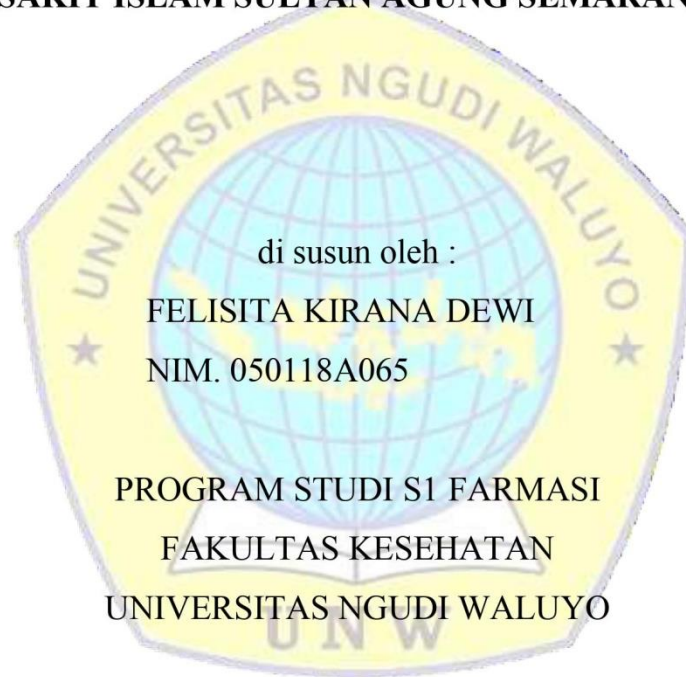 SAKIT ISLAM SULTAN AGUNG SEMARAN
UNIVERSITAS NGUDI WALUYO
di susun oleh :
FELISITA KIRANA DEWI
NIM. 050118A065
PROGRAM STUDI S1 FARMASI
FAKULTAS KESEHATAN
UNIVERSITAS NGUDI WALUYO
UNW